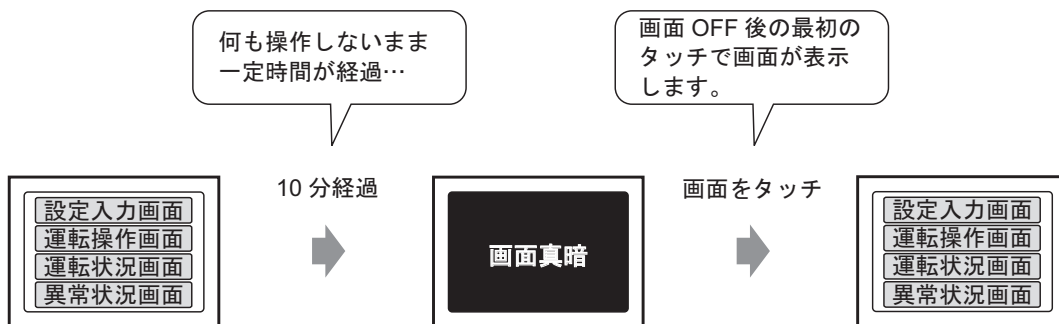 何も操作しないまま
一定時間が経過…
画面 OFF 後の最初の
タッチで画面が表示
します。
設定入力画面
運転操作画面
運転状況画面
異常状況画面
10 分経過
画面真暗
画面をタッチ
設定入力画面
運転操作画面
運転状況画面
異常状況画面